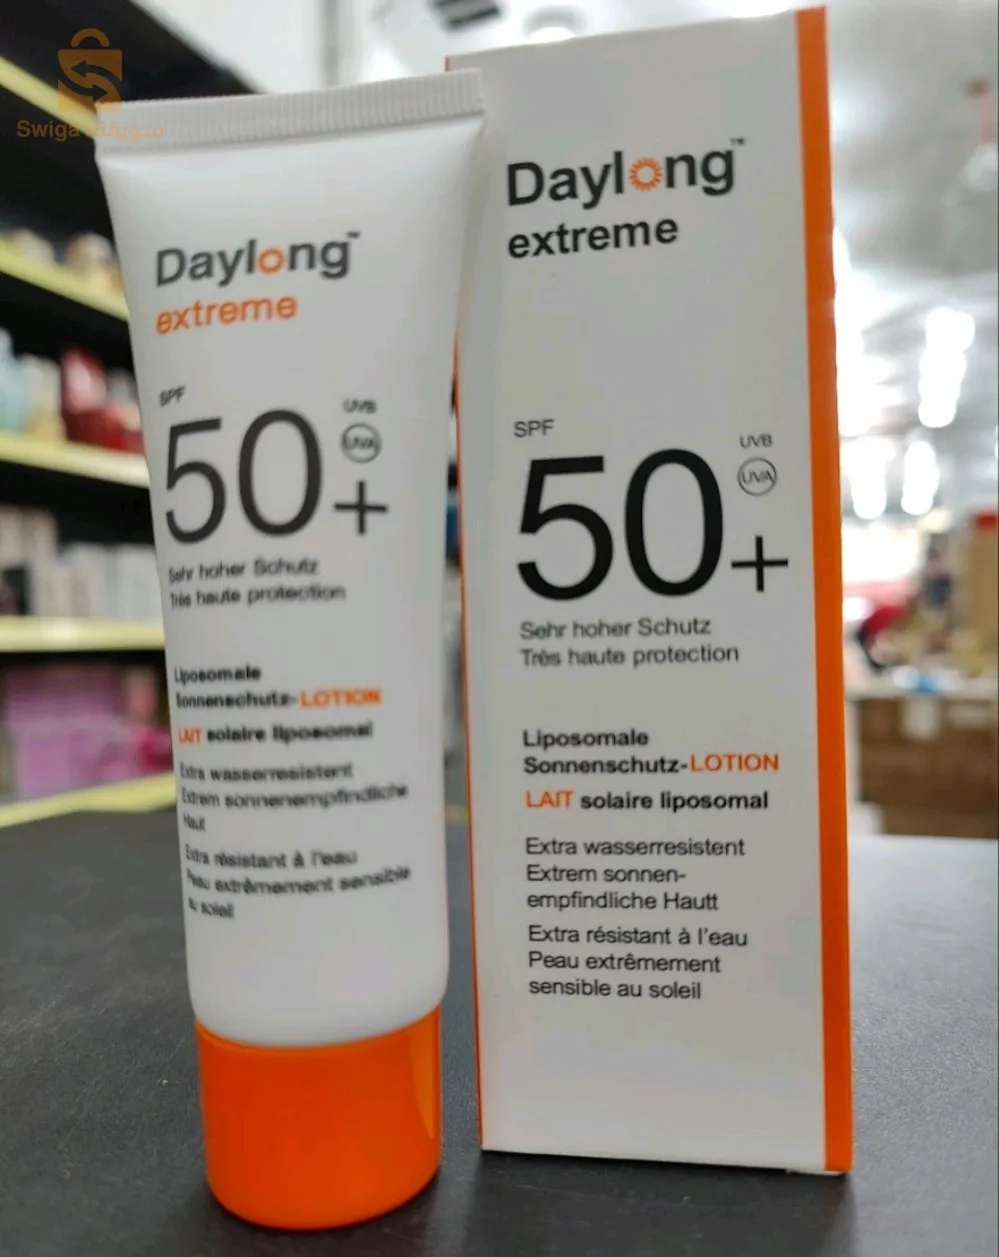 Swiga سويقة
Daylong™
extreme
SPF
50+
UVB
UVA
Sehr hoher Schutz
Très haute protection
Liposomale
Sonnenschutz-LOTION
LAIT solaire liposomal
Extra wasserresistent
Extrem sonnenempfindliche
Haut
Extra résistant à l'eau
Peau extrêmement sensible
au soleil
Daylong™
extreme
SPF
50+
UVB
UVA
Sehr hoher Schutz
Très haute protection
Liposomale
Sonnenschutz-LOTION
LAIT solaire liposomal
Extra wasserresistent
Extrem sonnen-
empfindliche Hautt
Extra résistant à l'eau
Peau extrêmement
sensible au soleil